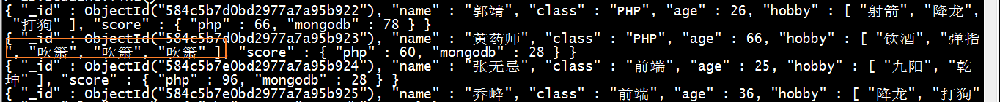 { "_id" : ObjectId("584c5b7d0bd2977a7a95b922"), "name" : "郭靖", "class" : "PHP", "age" : 26, "hobby" : [ "射箭", "降龙",
"打狗" ], "score" : { "php" : 66, "mongodb" : 78 } }
{ "_id" : ObjectId("584c5b7d0bd2977a7a95b923"), "name" : "黄药师", "class" : "PHP", "age" : 66, "hobby" : [ "饮酒", "弹指
", "吹箫", "吹箫", "吹箫" ], "score" : { "php" : 60, "mongodb" : 28 } }
{ "_id" : ObjectId("584c5b7e0bd2977a7a95b924"), "name" : "张无忌", "class" : "前端", "age" : 25, "hobby" : [ "九阳", "乾
坤" ], "score" : { "php" : 96, "mongodb" : 28 } }
{ "_id" : ObjectId("584c5b7e0bd2977a7a95b925"), "name" : "乔峰", "class" : "前端", "age" : 36, "hobby" : [ "降龙", "打狗"